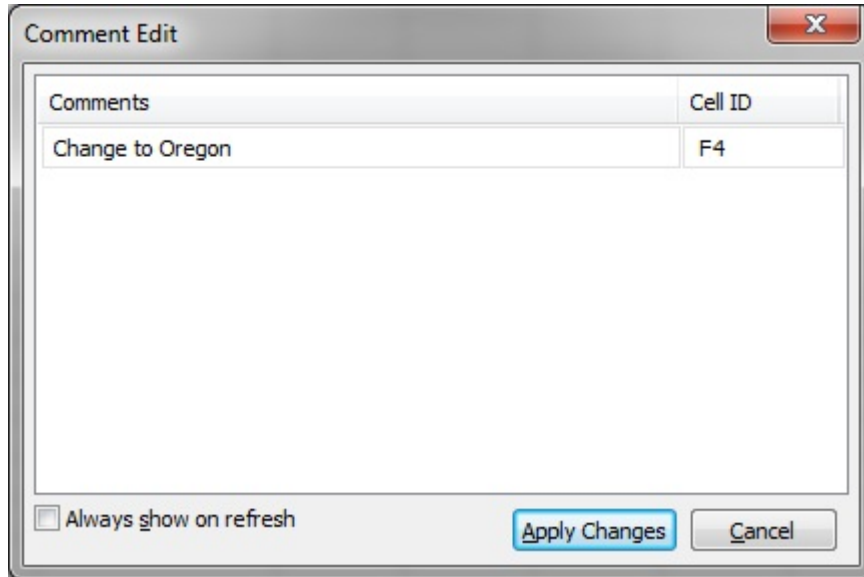 Comment Edit
Comments Cell ID
Change to Oregon F4
Always show on refresh
Apply Changes Cancel